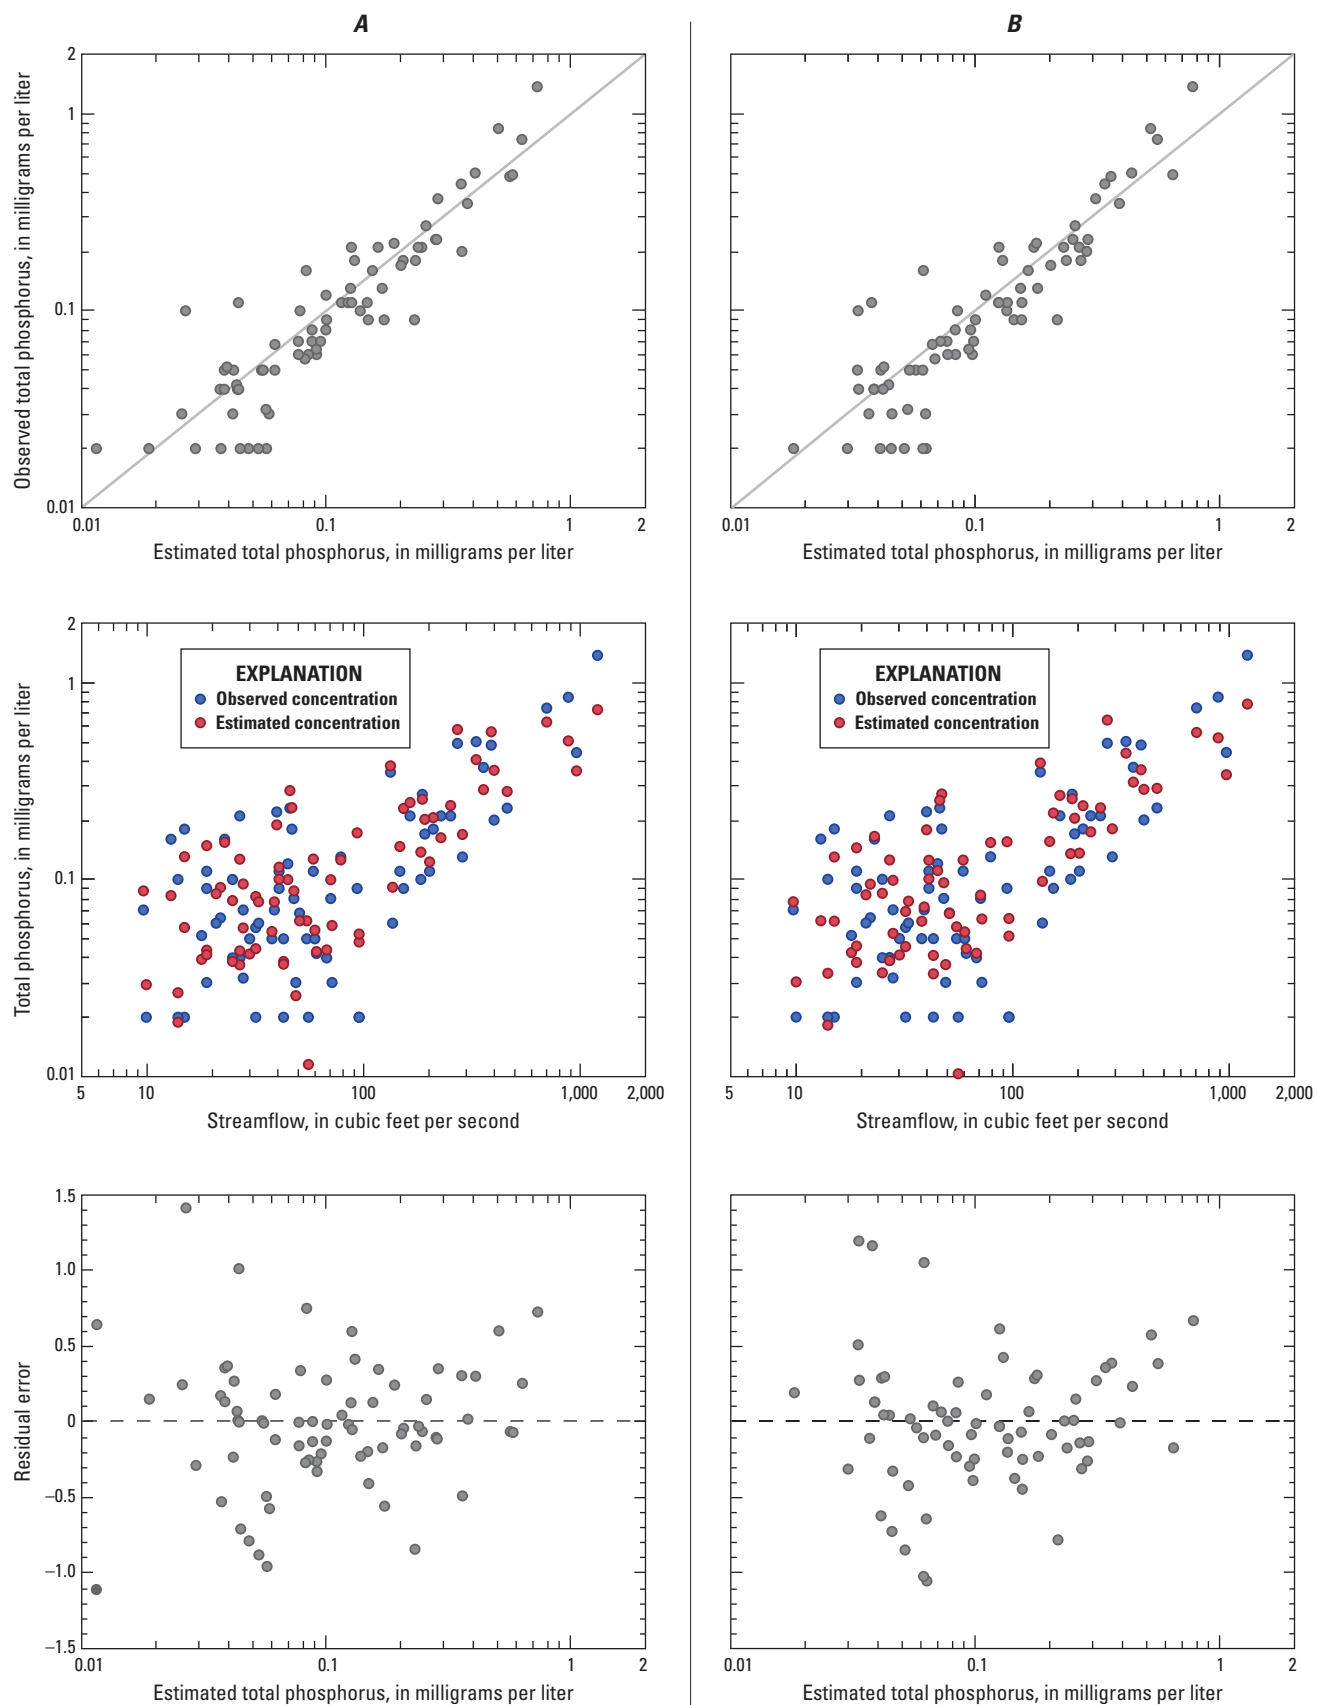 A
B
2
1
0.1
0.01
Observed total phosphorus, in milligrams per liter
0.01
0.1
1
2
Estimated total phosphorus, in milligrams per liter
0.01
0.1
1
2
Estimated total phosphorus, in milligrams per liter
2
1
0.1
0.01
Total phosphorus, in milligrams per liter
EXPLANATION
Observed concentration
Estimated concentration
5
10
100
1,000
2,000
Streamflow, in cubic feet per second
EXPLANATION
Observed concentration
Estimated concentration
5
10
100
1,000
2,000
Streamflow, in cubic feet per second
1.5
1.0
0.5
0
−0.5
−1.0
−1.5
Residual error
0.01
0.1
1
2
Estimated total phosphorus, in milligrams per liter
0.01
0.1
1
2
Estimated total phosphorus, in milligrams per liter